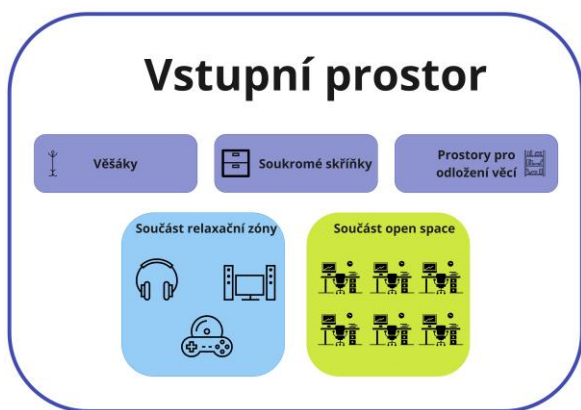 Vstupní prostor
Věšáky
Soukromé skříňky
Prostory pro
odložení věcí
Součást relaxační zóny
Součást open space